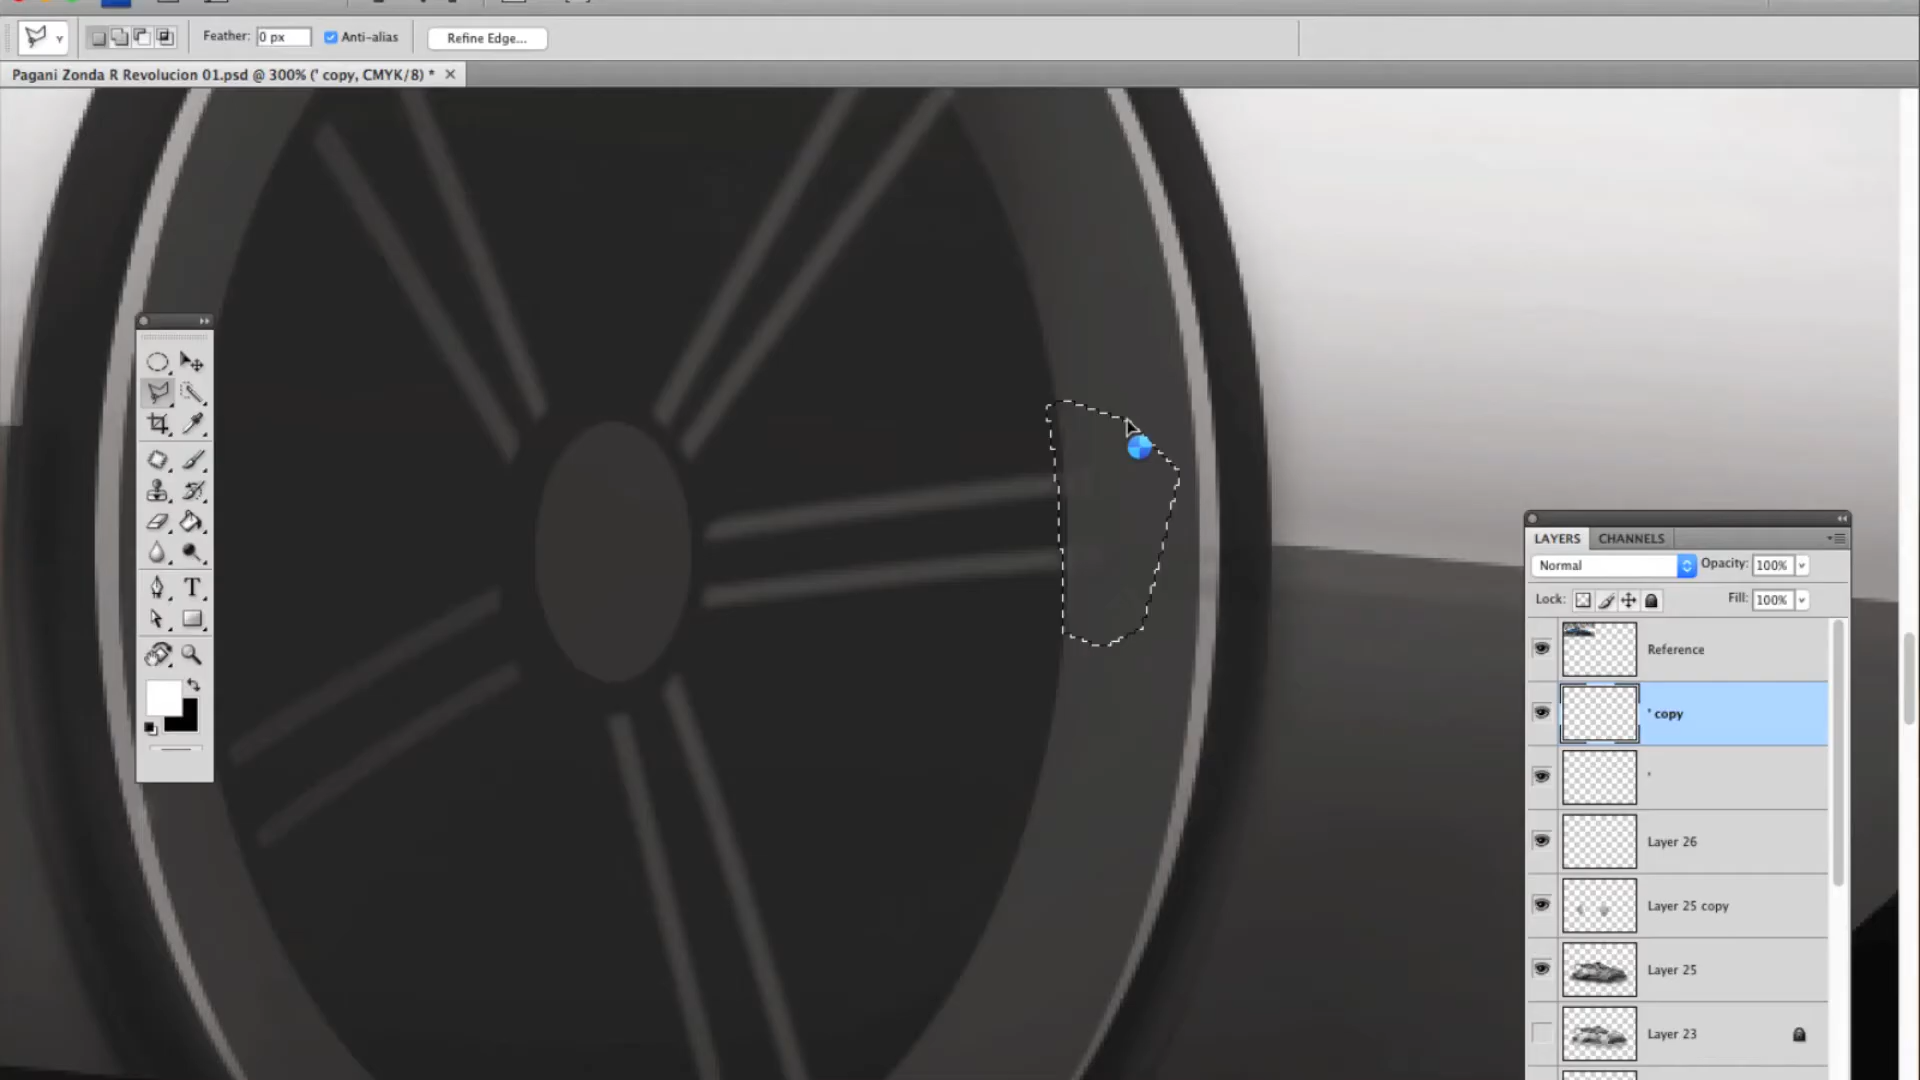 Feather: 0 px Anti-alias Refine Edge...
Pagani Zonda R Revolucion 01.psd @ 300% (' copy, CMYK/8) *
LAYERS CHANNELS
Normal Opacity: 100%
Lock: Fill: 100%
Reference
' copy
'
Layer 26
Layer 25 copy
Layer 25
Layer 23